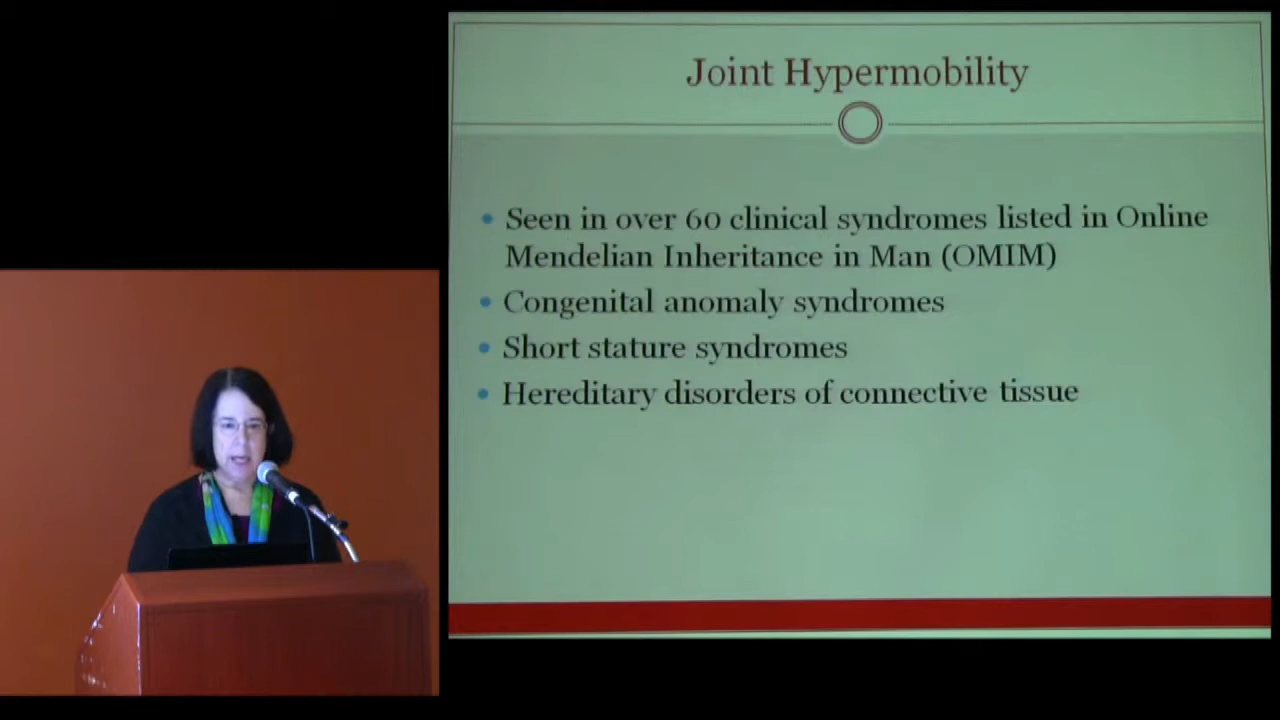 Joint Hypermobility
• Seen in over 60 clinical syndromes listed in Online
Mendelian Inheritance in Man (OMIM)
• Congenital anomaly syndromes
• Short stature syndromes
• Hereditary disorders of connective tissue